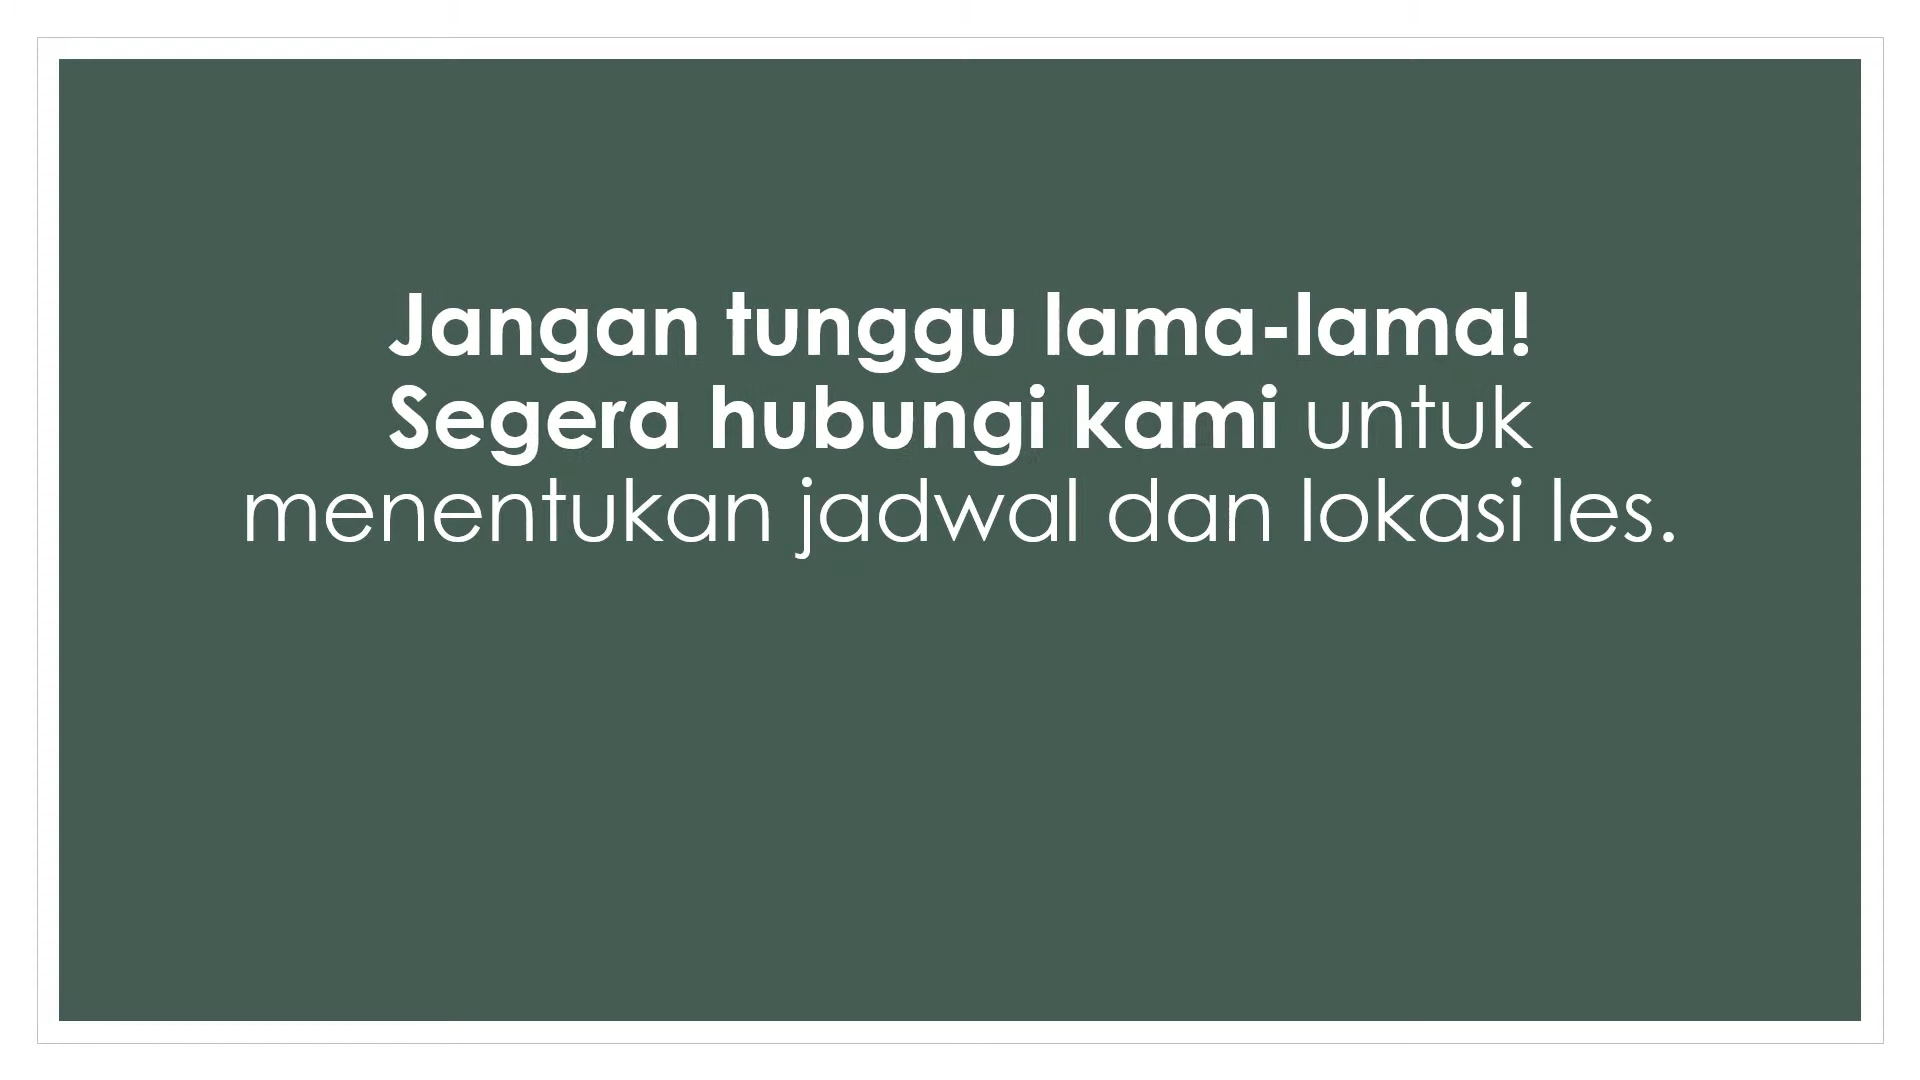 Jangan tunggu lama-lama!
Segera hubungi kami untuk
menentukan jadwal dan lokasi les.